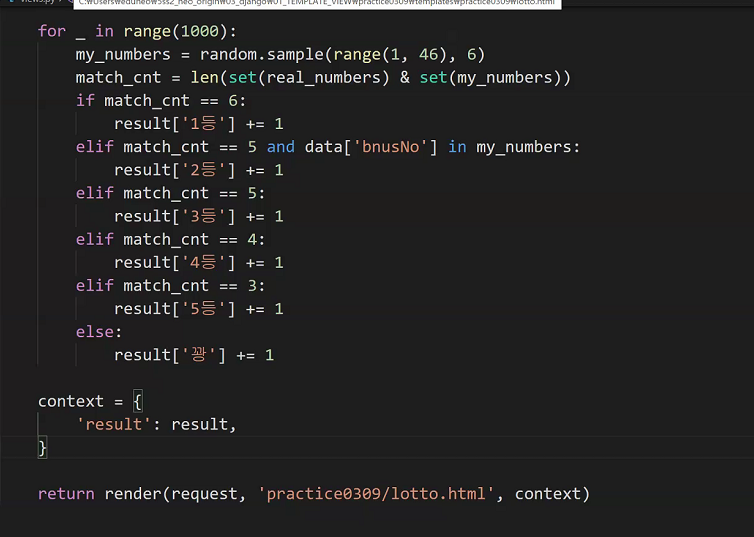 C:\Users\eduneo\ss2_neo_origin\03_django\01_TEMPLATE_VIEW\practice0309\templates\practice0309\lotto.html
for _ in range(1000):
    my_numbers = random.sample(range(1, 46), 6)
    match_cnt = len(set(real_numbers) & set(my_numbers))
    if match_cnt == 6:
        result['1등'] += 1
    elif match_cnt == 5 and data['bnusNo'] in my_numbers:
        result['2등'] += 1
    elif match_cnt == 5:
        result['3등'] += 1
    elif match_cnt == 4:
        result['4등'] += 1
    elif match_cnt == 3:
        result['5등'] += 1
    else:
        result['꽝'] += 1
context = {
    'result': result,
}
return render(request, 'practice0309/lotto.html', context)